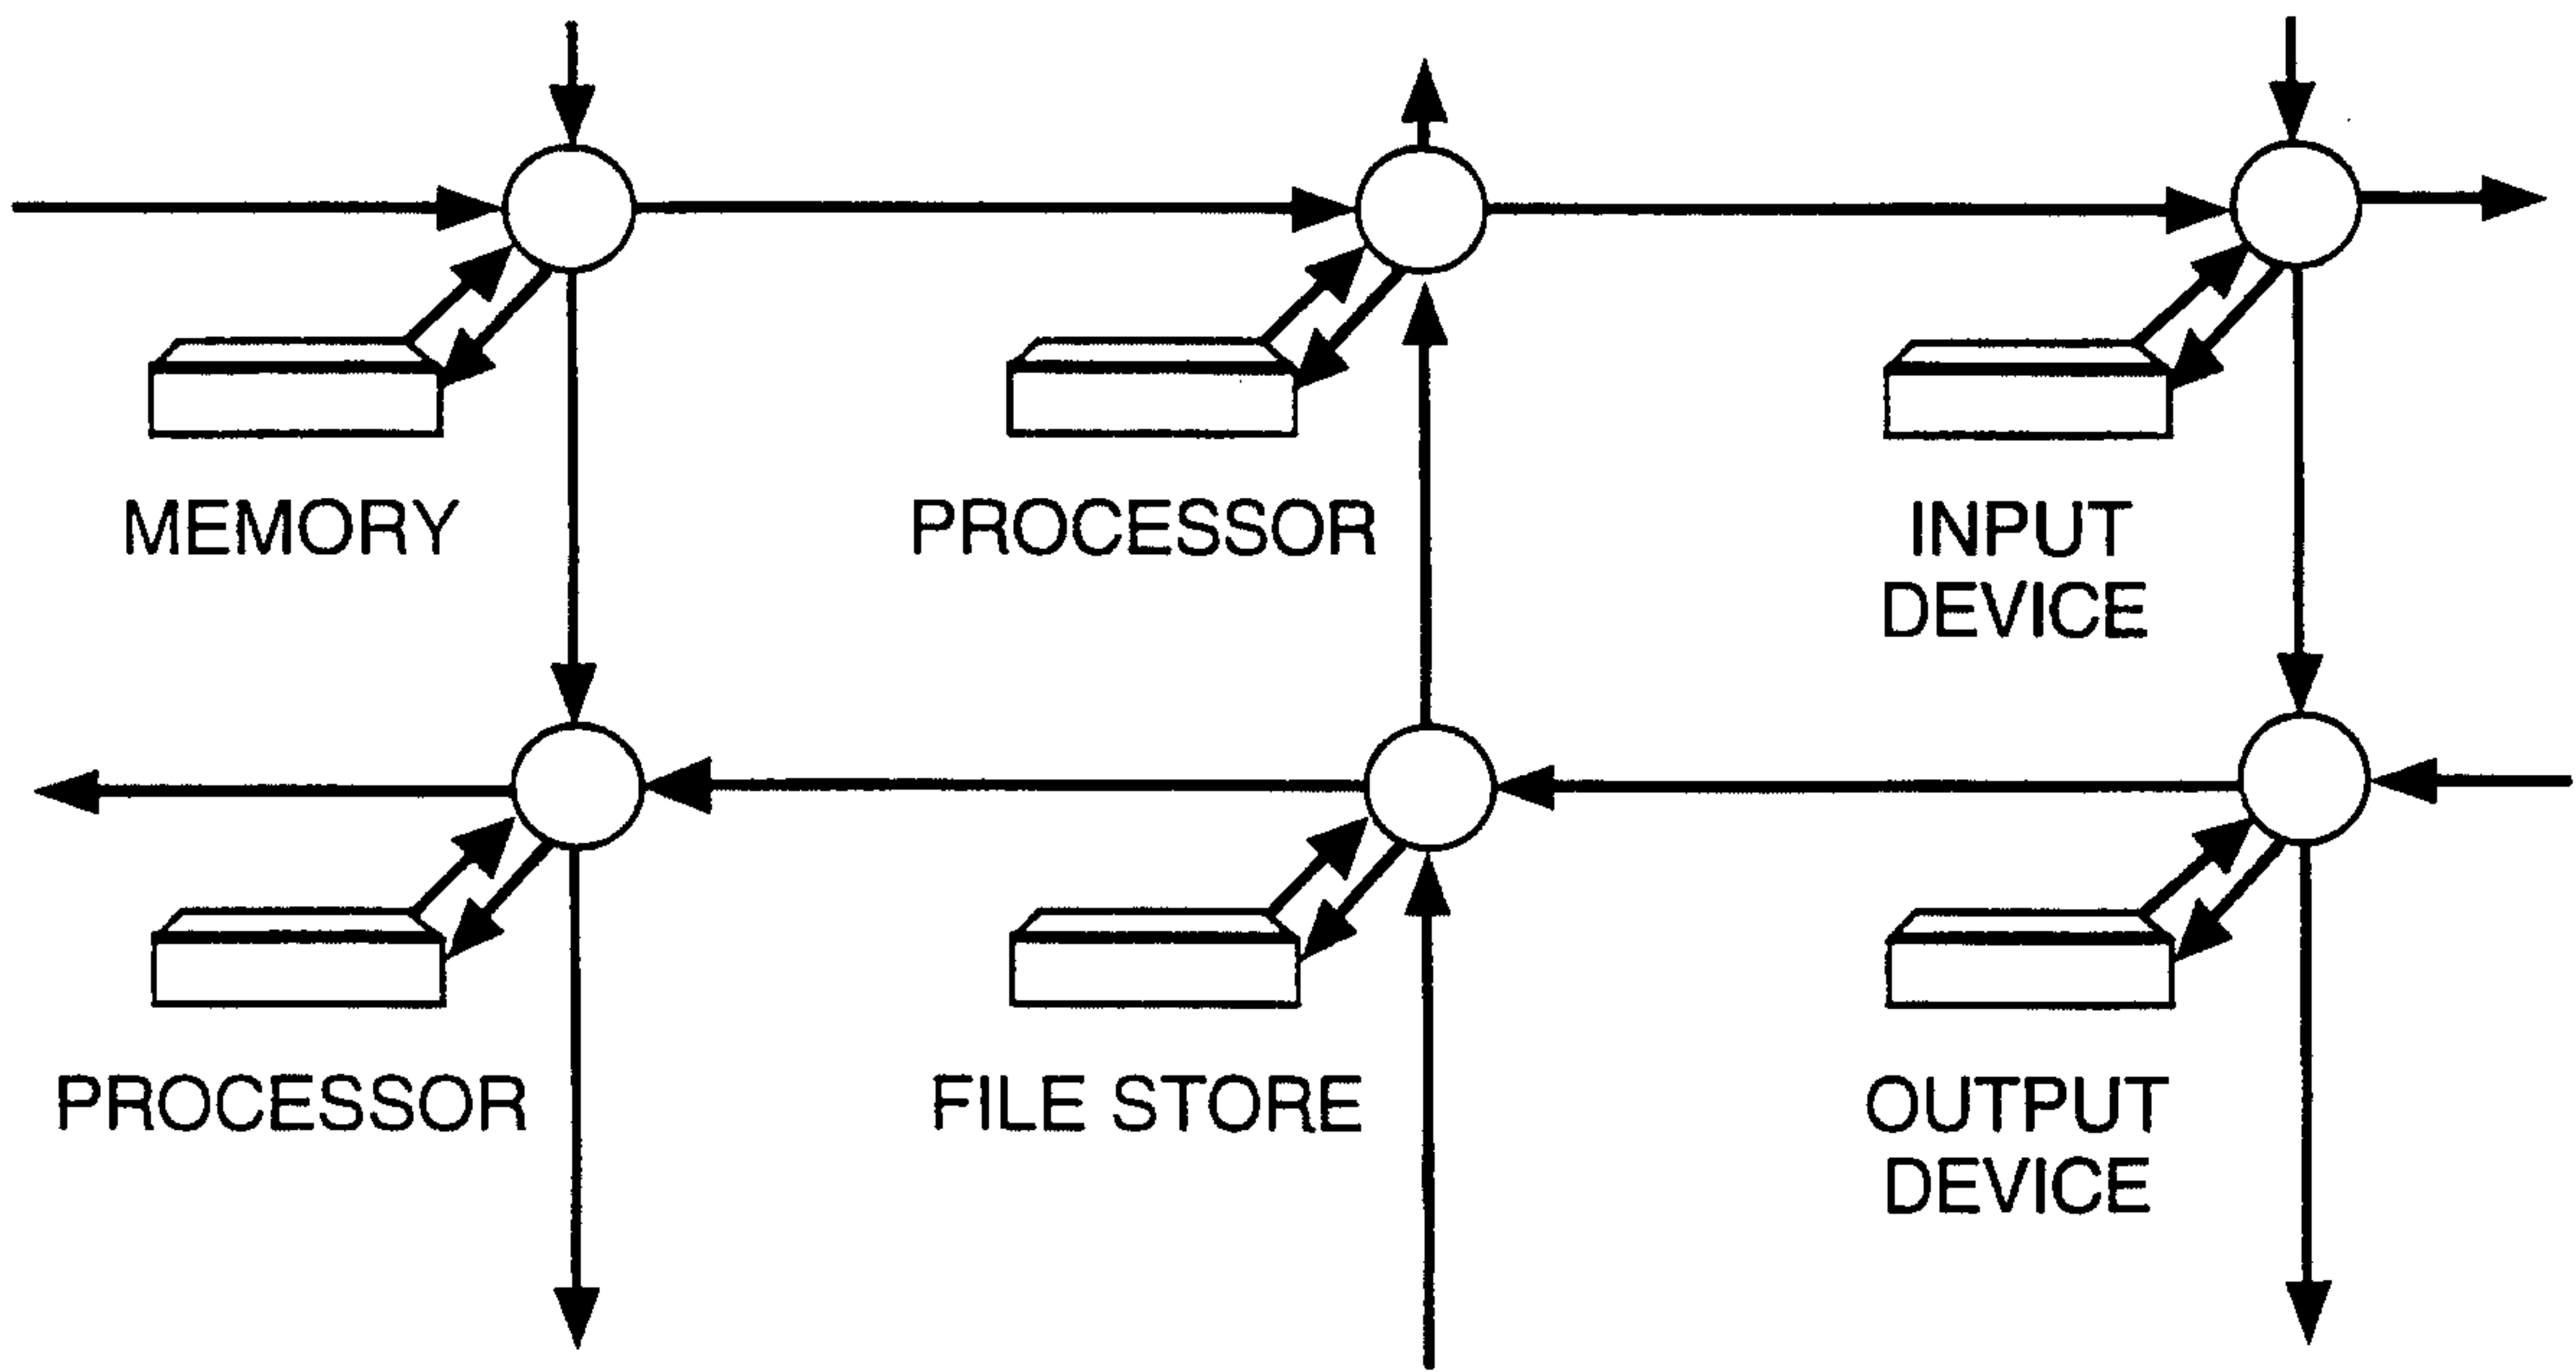 MEMORY
PROCESSOR
INPUT
DEVICE
PROCESSOR
FILE STORE
OUTPUT
DEVICE